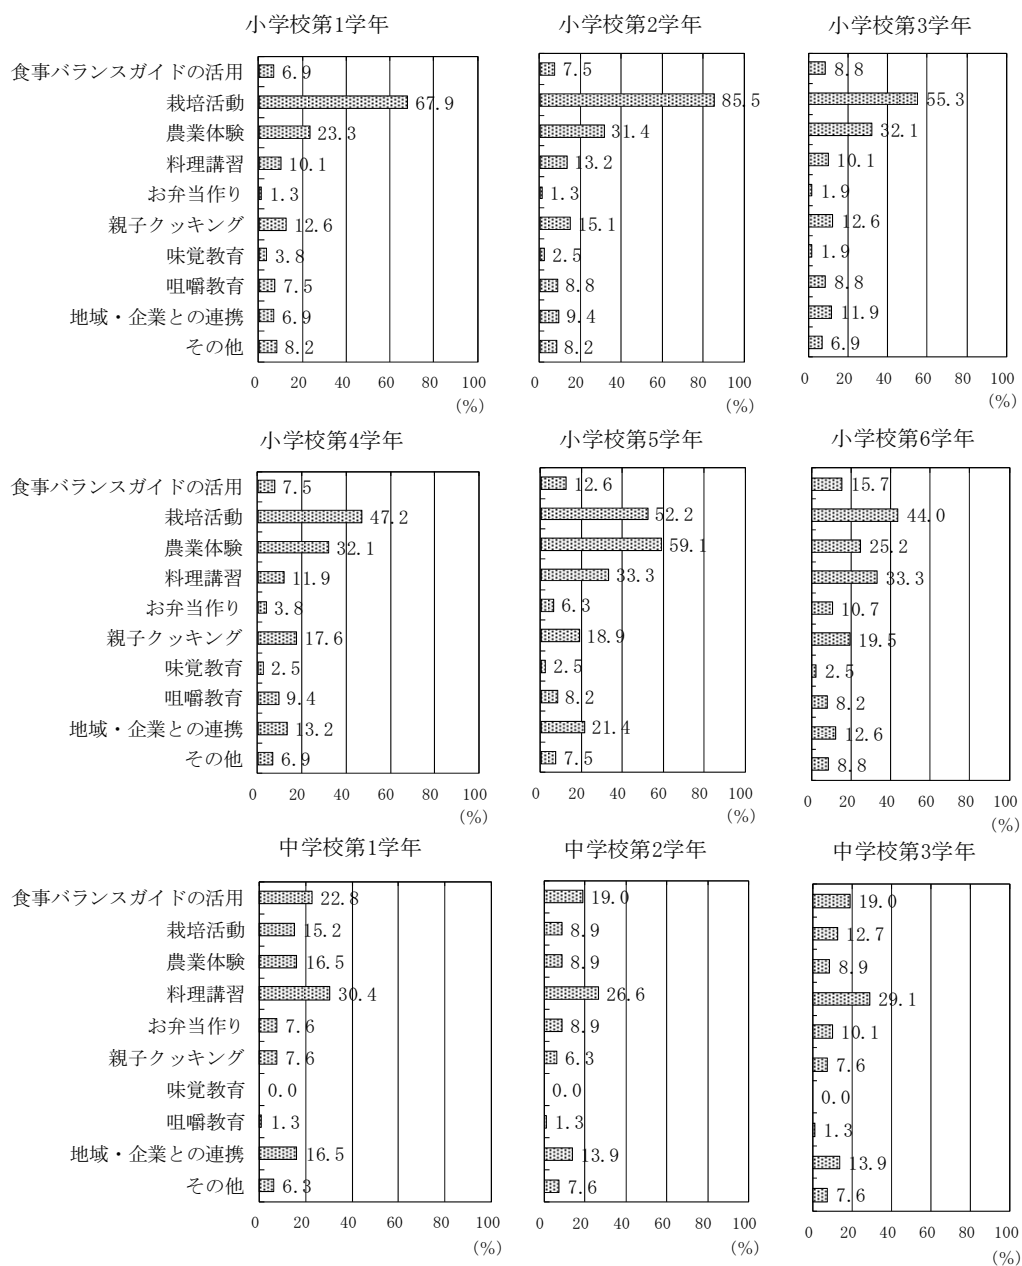 小学校第1学年 小学校第2学年 小学校第3学年
食事バランスガイドの活用 6.9 7.5 8.8
栽培活動 67.9 85.5 55.3
農業体験 23.3 31.4 32.1
料理講習 10.1 13.2 10.1
お弁当作り 1.3 1.3 1.9
親子クッキング 12.6 15.1 12.6
味覚教育 3.8 2.5 1.9
咀嚼教育 7.5 8.8 8.8
地域・企業との連携 6.9 9.4 11.9
その他 8.2 8.2 6.9
0 20 40 60 80 100 0 20 40 60 80 100 0 20 40 60 80 100
(%) (%) (%)
小学校第4学年 小学校第5学年 小学校第6学年
食事バランスガイドの活用 7.5 12.6 15.7
栽培活動 47.2 52.2 44.0
農業体験 32.1 59.1 25.2
料理講習 11.9 33.3 33.3
お弁当作り 3.8 6.3 10.7
親子クッキング 17.6 18.9 19.5
味覚教育 2.5 2.5 2.5
咀嚼教育 9.4 8.2 8.2
地域・企業との連携 13.2 21.4 12.6
その他 6.9 7.5 8.8
0 20 40 60 80 100 0 20 40 60 80 100 0 20 40 60 80 100
(%) (%) (%)
中学校第1学年 中学校第2学年 中学校第3学年
食事バランスガイドの活用 22.8 19.0 19.0
栽培活動 15.2 8.9 12.7
農業体験 16.5 8.9 8.9
料理講習 30.4 26.6 29.1
お弁当作り 7.6 8.9 10.1
親子クッキング 7.6 6.3 7.6
味覚教育 0.0 0.0 0.0
咀嚼教育 1.3 1.3 1.3
地域・企業との連携 16.5 13.9 13.9
その他 6.3 7.6 7.6
0 20 40 60 80 100 0 20 40 60 80 100 0 20 40 60 80 100
(%) (%) (%)